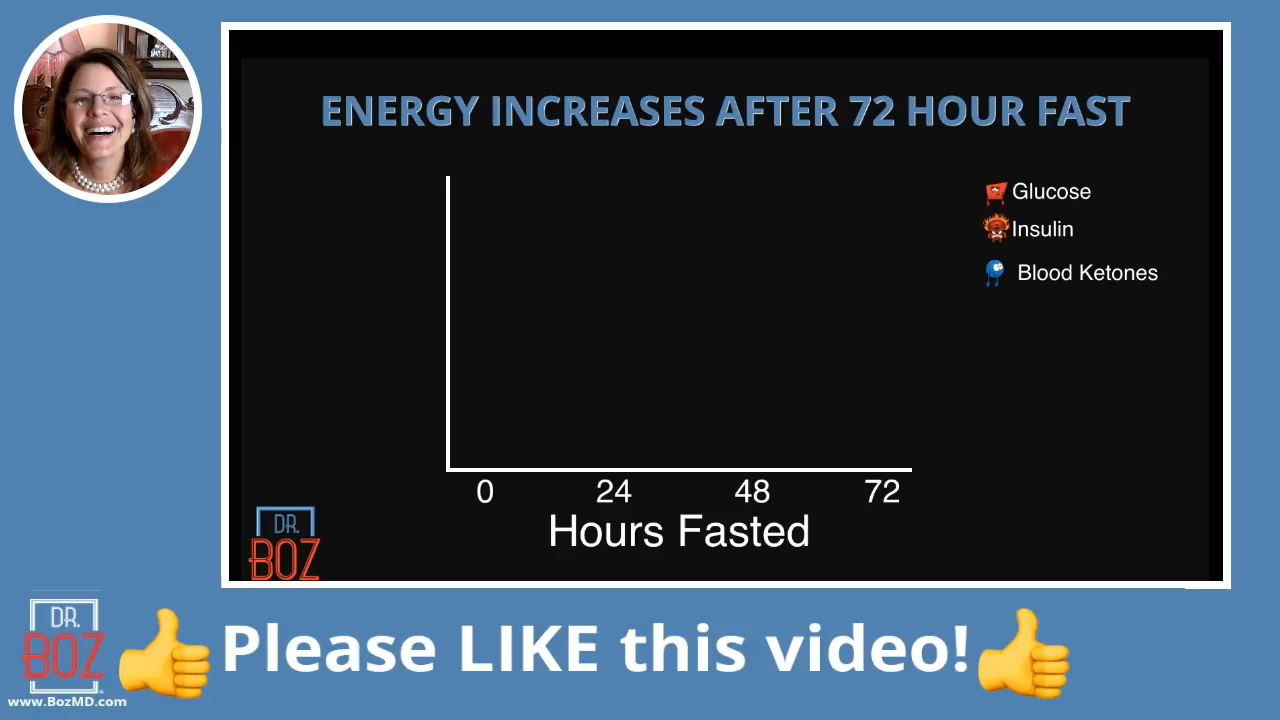 ENERGY INCREASES AFTER 72 HOUR FAST
Glucose
Insulin
Blood Ketones
0 24 48 72
Hours Fasted
DR.
BOZ
DR.
BOZ
www.BozMD.com
Please LIKE this video!